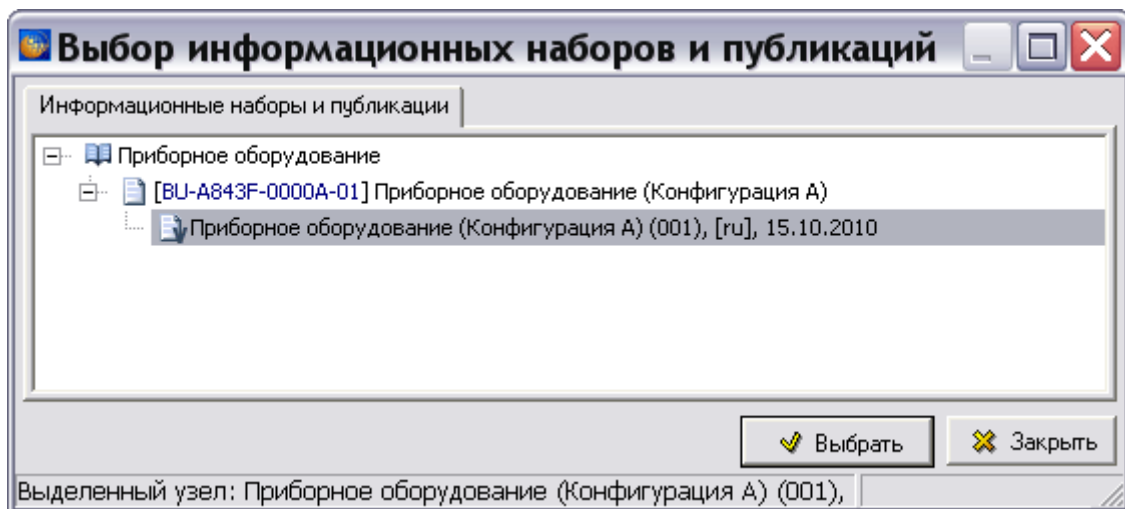 Выбор информационных наборов и публикаций
Информационные наборы и публикации
Приборное оборудование
[BU-A843F-0000A-01] Приборное оборудование (Конфигурация А)
Приборное оборудование (Конфигурация А) (001), [ru], 15.10.2010
Выбрать
Закрыть
Выделенный узел: Приборное оборудование (Конфигурация А) (001),